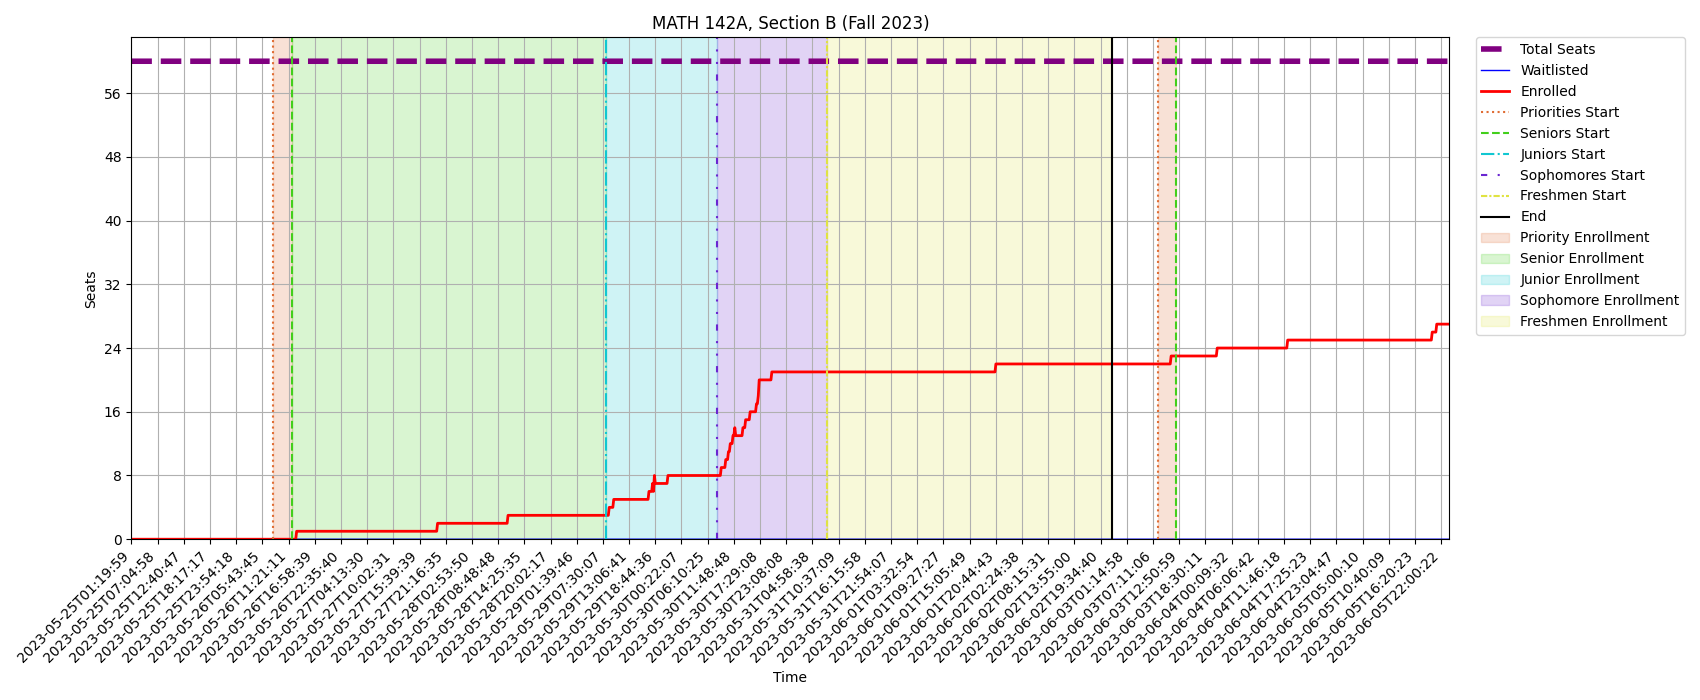 MATH 142A, Section B (Fall 2023)
Total Seats
Waitlisted
Enrolled
Priorities Start
Seniors Start
Juniors Start
Sophomores Start
Freshmen Start
End
Priority Enrollment
Senior Enrollment
Junior Enrollment
Sophomore Enrollment
Freshmen Enrollment
Seats
56
48
40
32
24
16
8
0
2023-05-25T01:19:59
2023-05-25T07:04:58
2023-05-25T12:40:47
2023-05-25T18:17:17
2023-05-25T23:54:18
2023-05-26T05:43:45
2023-05-26T11:21:11
2023-05-26T16:58:39
2023-05-26T22:35:40
2023-05-27T04:13:30
2023-05-27T10:02:31
2023-05-27T15:39:39
2023-05-27T21:16:35
2023-05-28T02:53:50
2023-05-28T08:48:48
2023-05-28T14:25:35
2023-05-28T20:02:17
2023-05-29T01:39:46
2023-05-29T07:30:07
2023-05-29T13:06:41
2023-05-29T18:44:36
2023-05-30T00:22:07
2023-05-30T06:10:25
2023-05-30T11:48:48
2023-05-30T17:29:08
2023-05-30T23:08:08
2023-05-31T04:58:38
2023-05-31T10:37:09
2023-05-31T16:15:58
2023-05-31T21:54:07
2023-06-01T03:32:54
2023-06-01T09:27:27
2023-06-01T15:05:49
2023-06-01T20:44:43
2023-06-02T02:24:38
2023-06-02T08:15:31
2023-06-02T13:55:00
2023-06-02T19:34:40
2023-06-03T01:14:58
2023-06-03T07:11:06
2023-06-03T12:50:59
2023-06-03T18:30:11
2023-06-04T00:09:32
2023-06-04T06:06:42
2023-06-04T11:46:18
2023-06-04T17:25:23
2023-06-04T23:04:47
2023-06-05T05:00:10
2023-06-05T10:40:09
2023-06-05T16:20:23
2023-06-05T22:00:22
Time